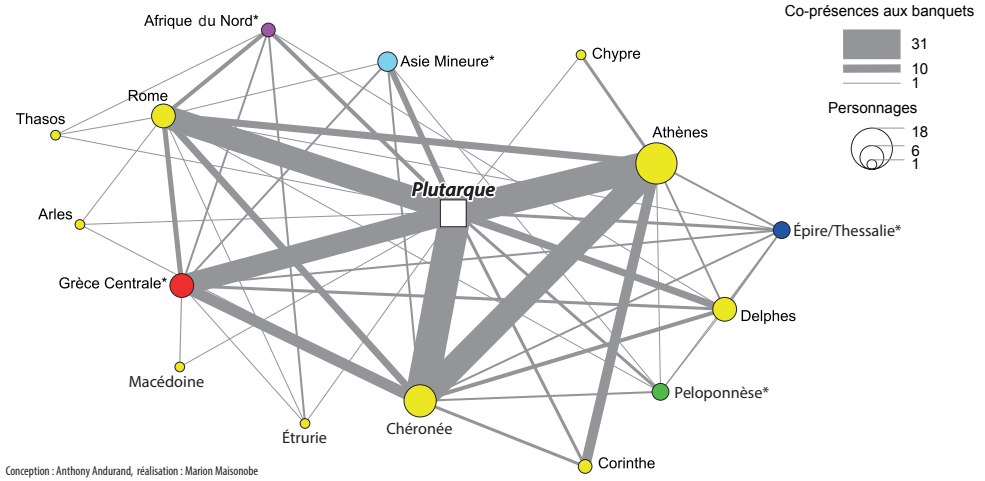 Co-présences aux banquets
31
10
1
Personnages
18
6
1
Afrique du Nord*
Asie Mineure*
Chypre
Rome
Thasos
Athènes
Plutarque
Arles
Épire/Thessalie*
Grèce Centrale*
Delphes
Macédoine
Peloponnèse*
Chéronée
Étrurie
Corinthe
Conception : Anthony Andurand, réalisation : Marion Maisonobe